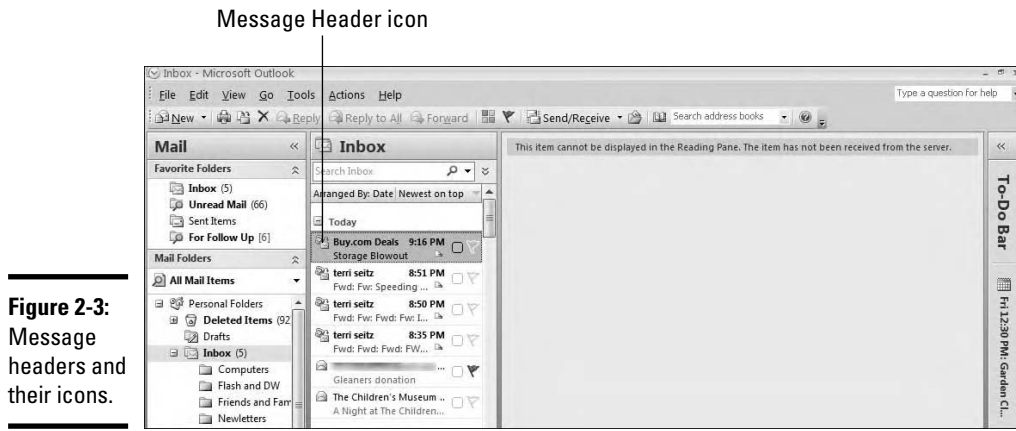 Message Header icon
Inbox - Microsoft Outlook
File Edit View Go Tools Actions Help
Type a question for help
New Reply Reply to All Forward Send/Receive Search address books
Mail
Favorite Folders
Inbox (5)
Unread Mail (66)
Sent Items
For Follow Up [6]
Mail Folders
All Mail Items
Personal Folders
Deleted Items (92
Drafts
Inbox (5)
Computers
Flash and DW
Friends and Fam
Newletters
Inbox
Search Inbox
Arranged By: Date Newest on top
Today
Buy.com Deals 9:16 PM
Storage Blowout
terri seitz 8:51 PM
Fwd: Fw: Speeding ...
terri seitz 8:50 PM
Fwd: Fw: Fwd: Fw: I...
terri seitz 8:35 PM
Fwd: Fwd: Fwd: FW...
...
Gleaners donation
The Children's Museum ..
A Night at The Children...
This item cannot be displayed in the Reading Pane. The item has not been received from the server.
To-Do Bar
Fri 12:30 PM: Garden Cl...
Figure 2-3:
Message
headers and
their icons.